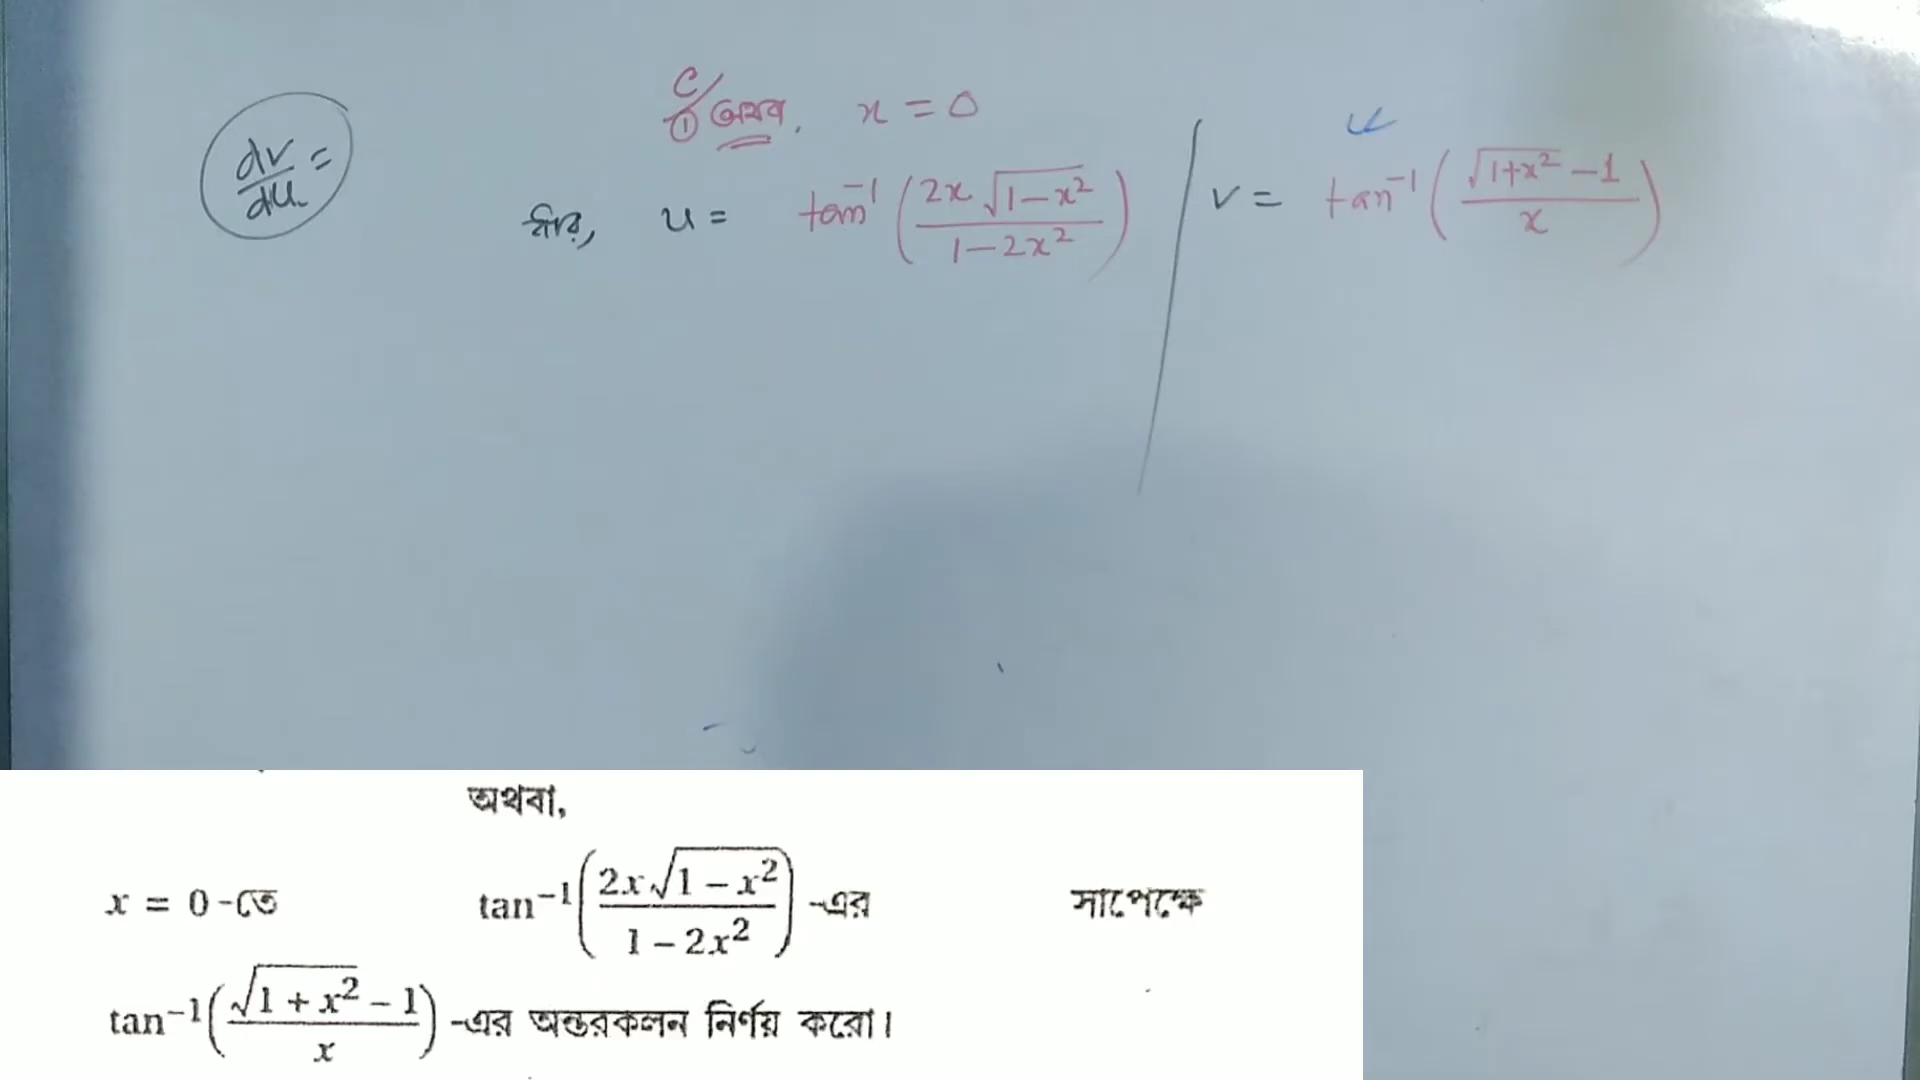 C/① অথবা, x = 0
dv/du =
ধরি, u = tan⁻¹(2x√(1−x²)/(1−2x²)) | v = tan⁻¹((√(1+x²) −1)/x)
অথবা,
x = 0-তে tan⁻¹(2x√(1−x²)/(1−2x²)) -এর সাপেক্ষে
tan⁻¹((√(1+x²) −1)/x) -এর অন্তরকলন নির্ণয় করো।